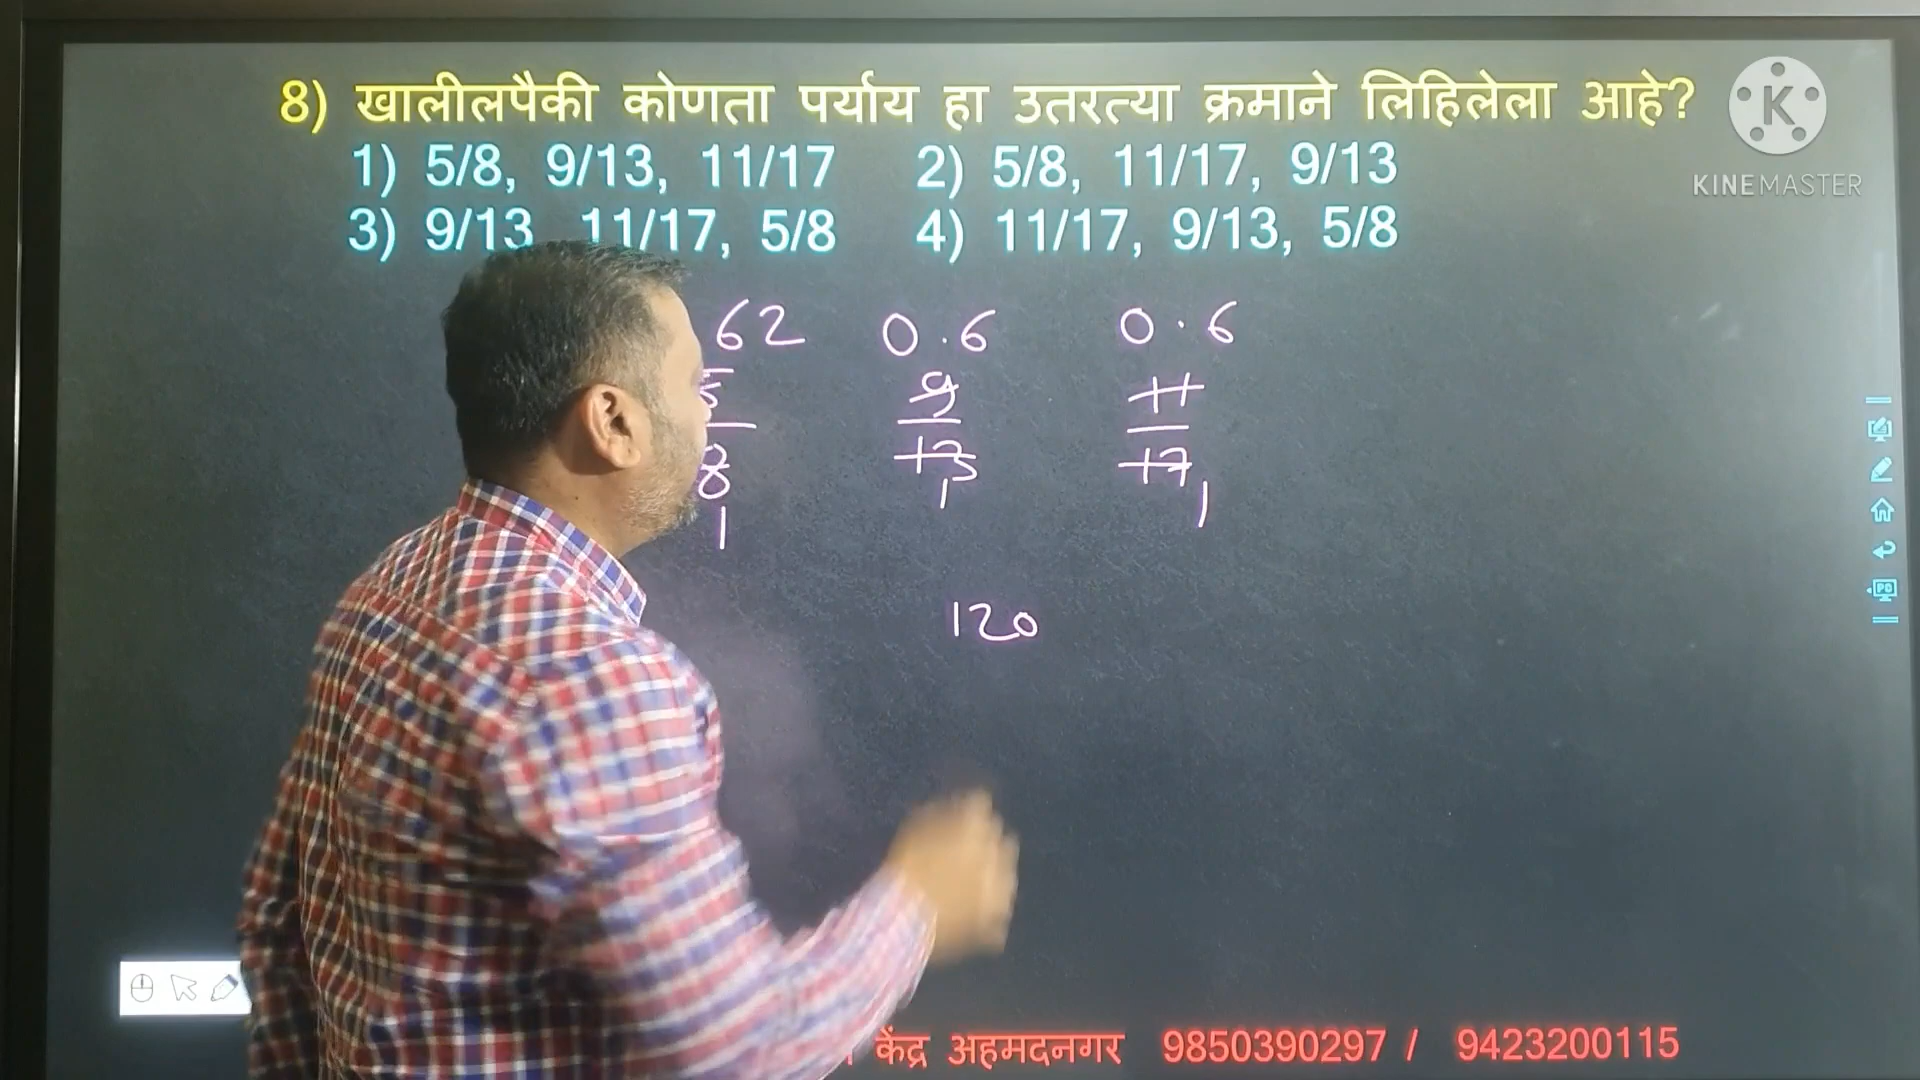 8) खालीलपैकी कोणता पर्याय हा उतरत्या क्रमाने लिहिलेला आहे?
1) 5/8, 9/13, 11/17 2) 5/8, 11/17, 9/13
3) 9/13, 11/17, 5/8 4) 11/17, 9/13, 5/8
K
KINEMASTER
62 0.6 0.6
5 9 11
8 13 17
1 1 1
120
केंद्र अहमदनगर 9850390297 / 9423200115